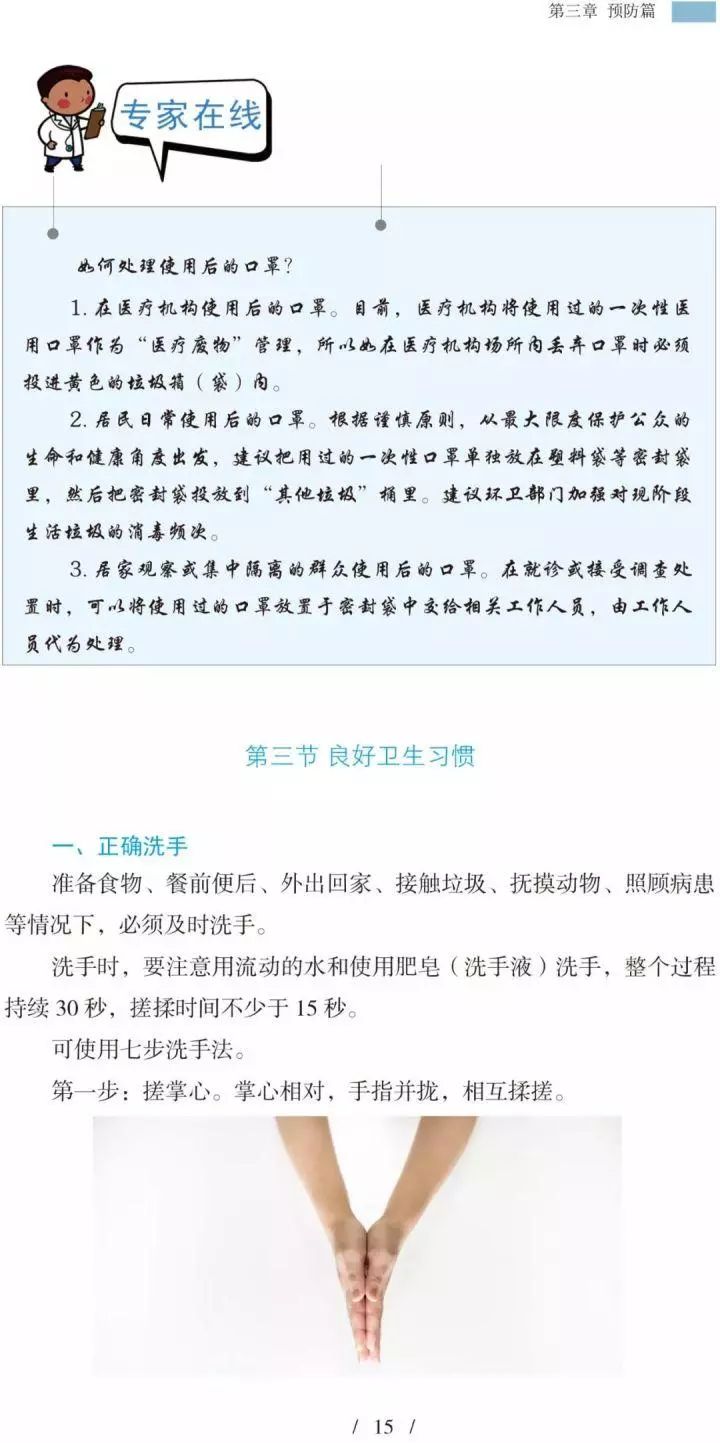 第三章 预防篇
专家在线
如何处理使用后的口罩？
1. 在医疗机构使用后的口罩。目前，医疗机构将使用过的一次性医
用口罩作为“医疗废物”管理，所以如在医疗机构场所内丢弃口罩时必须
投进黄色的垃圾箱（袋）内。
2. 居民日常使用后的口罩。根据谨慎原则，从最大限度保护公众的
生命和健康角度出发，建议把用过的一次性口罩单独放在塑料袋等密封袋
里，然后把密封袋投放到“其他垃圾”桶里。建议环卫部门加强对现阶段
生活垃圾的消毒频次。
3. 居家观察或集中隔离的群众使用后的口罩。在就诊或接受调查处
置时，可以将使用过的口罩放置于密封袋中交给相关工作人员，由工作人
员代为处理。
第三节 良好卫生习惯
一、正确洗手
准备食物、餐前便后、外出回家、接触垃圾、抚摸动物、照顾病患
等情况下，必须及时洗手。
洗手时，要注意用流动的水和使用肥皂（洗手液）洗手，整个过程
持续 30 秒，搓揉时间不少于 15 秒。
可使用七步洗手法。
第一步：搓掌心。掌心相对，手指并拢，相互揉搓。
/ 15 /